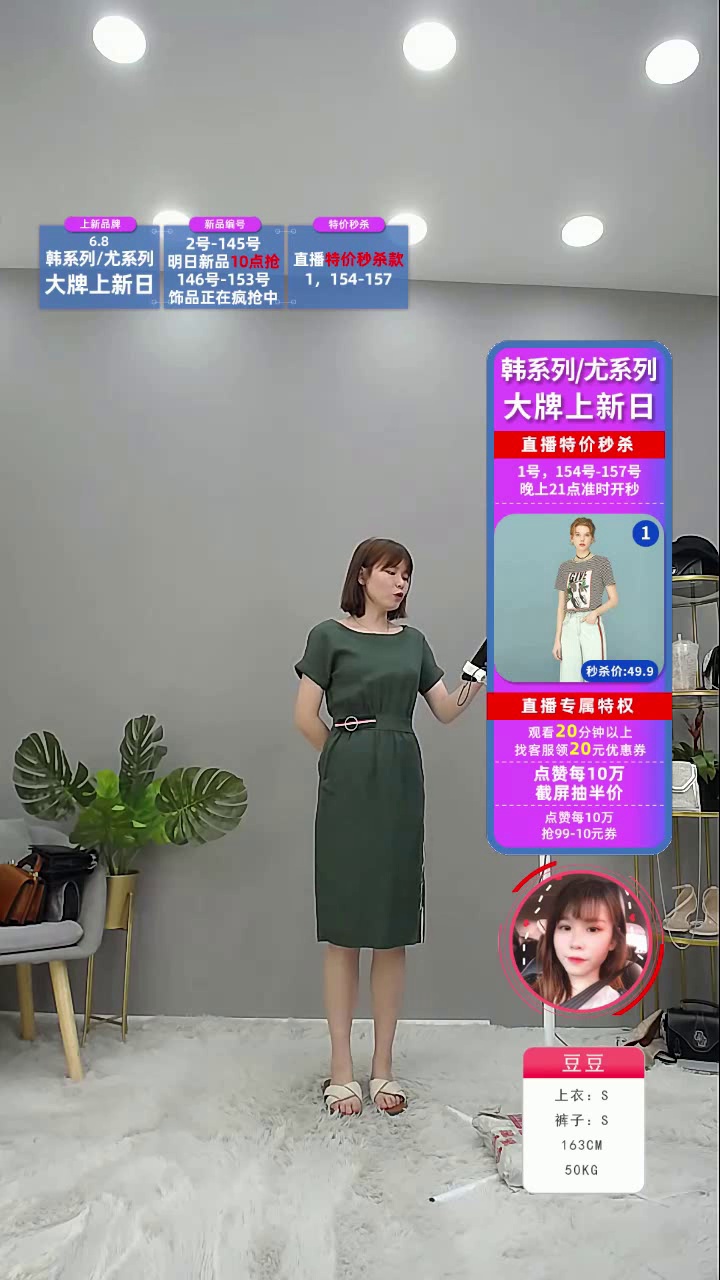 上新品牌
6.8
韩系列/尤系列
大牌上新日
新品编号
2号-145号
明日新品10点抢
146号-153号
饰品正在疯抢中
特价秒杀
直播特价秒杀款
1，154-157
韩系列/尤系列
大牌上新日
直播特价秒杀
1号，154号-157号
晚上21点准时开秒
1
秒杀价:49.9
直播专属特权
观看20分钟以上
找客服领20元优惠券
点赞每10万
截屏抽半价
点赞每10万
抢99-10元券
豆豆
上衣：S
裤子：S
163CM
50KG